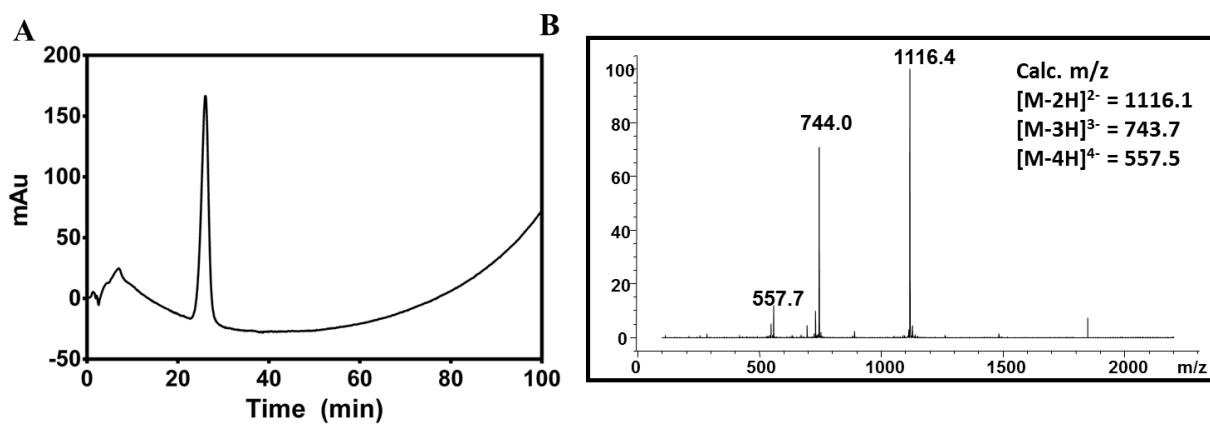 A
200
150
100
50
0
-50
mAu
0 20 40 60 80 100
Time (min)
B
100
80
60
40
20
0
1116.4
744.0
557.7
Calc. m/z
[M-2H]2- = 1116.1
[M-3H]3- = 743.7
[M-4H]4- = 557.5
0 500 1000 1500 2000 m/z